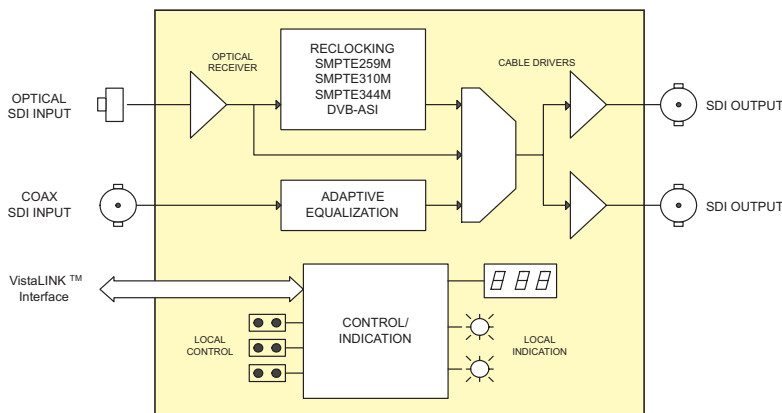 OPTICAL
RECEIVER
RECLOCKING
SMPTE259M
SMPTE310M
SMPTE344M
DVB-ASI
CABLE DRIVERS
OPTICAL
SDI INPUT
SDI OUTPUT
COAX
SDI INPUT
ADAPTIVE
EQUALIZATION
SDI OUTPUT
VistaLINK TM
Interface
888
CONTROL/
INDICATION
LOCAL
CONTROL
LOCAL
INDICATION